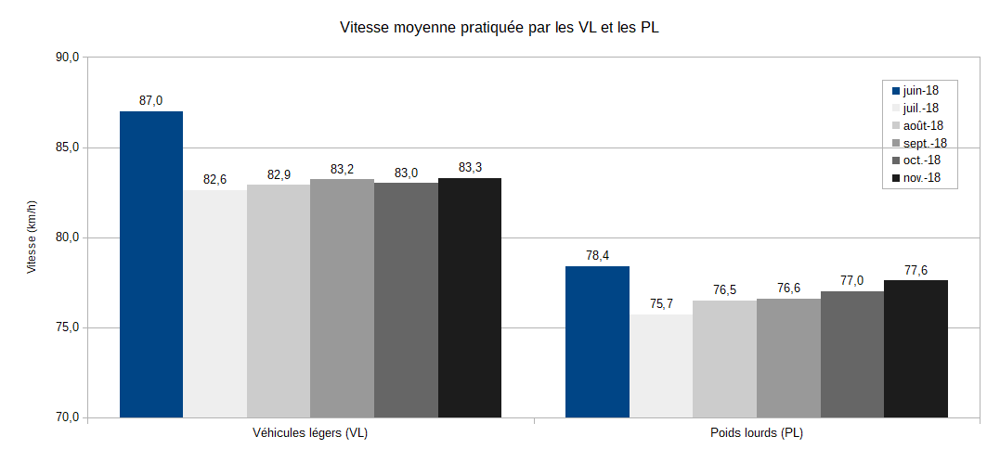 Vitesse moyenne pratiquée par les VL et les PL
90,0
85,0
80,0
75,0
70,0
Vitesse (km/h)
87,0
82,6
82,9
83,2
83,0
83,3
78,4
75,7
76,5
76,6
77,0
77,6
juin-18
juil.-18
août-18
sept.-18
oct.-18
nov.-18
Véhicules légers (VL)
Poids lourds (PL)